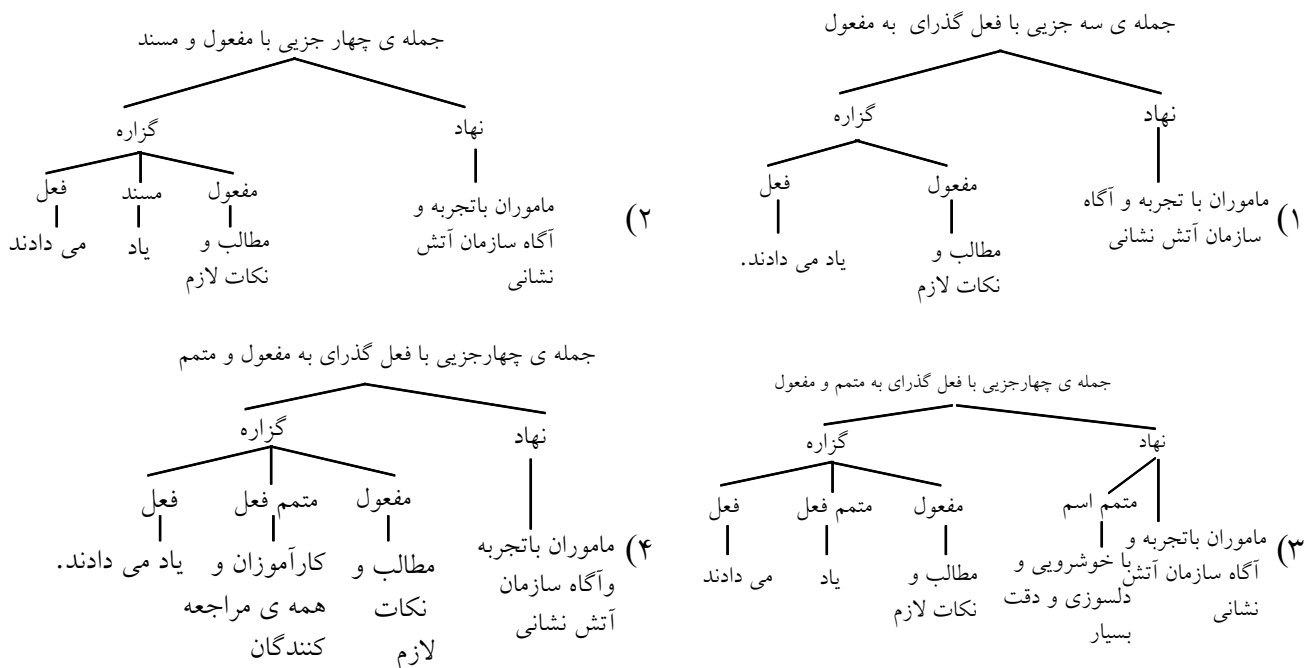 جمله ی سه جزیی با فعل گذرای به مفعول
نهاد
گزاره
مفعول
فعل
۱)
ماموران با تجربه و آگاه
سازمان آتش نشانی
مطالب و
نکات لازم
یاد می دادند.
جمله ی چهار جزیی با مفعول و مسند
نهاد
گزاره
مفعول
مسند
فعل
۲)
ماموران باتجربه و
آگاه سازمان آتش
نشانی
مطالب و
نکات لازم
یاد
می دادند
جمله ی چهارجزیی با فعل گذرای به متمم و مفعول
نهاد
گزاره
متمم اسم
مفعول
متمم فعل
فعل
۳)
ماموران باتجربه و
آگاه سازمان آتش
نشانی
با خوشرویی و
دلسوزی و دقت
بسیار
مطالب و
نکات لازم
یاد
می دادند
جمله ی چهارجزیی با فعل گذرای به مفعول و متمم
نهاد
گزاره
مفعول
متمم فعل
فعل
۴)
ماموران باتجربه
وآگاه سازمان
آتش نشانی
مطالب و
نکات
لازم
کارآموزان و
همه ی مراجعه
کنندگان
یاد می دادند.